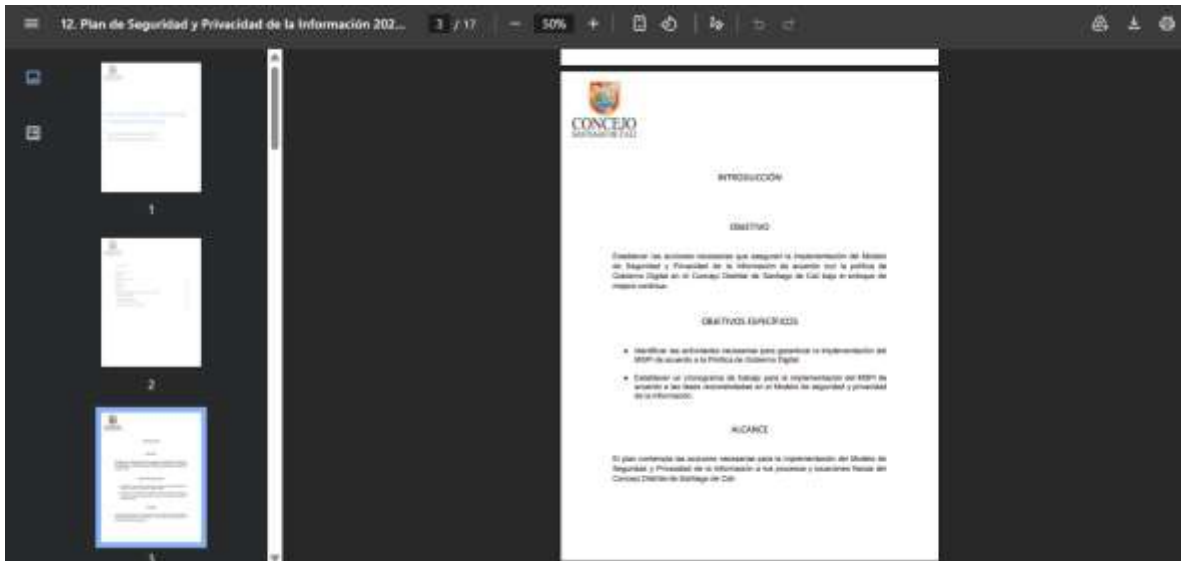 12. Plan de Seguridad y Privacidad de la Información 202...
3 / 17
50%
1
2
3
CONCEJO
SANTIAGO DE CALI
INTRODUCCIÓN
OBJETIVO
Establecer las acciones necesarias que aseguren la implementación del Modelo
de Seguridad y Privacidad de la Información de acuerdo con la política de
Gobierno Digital en el Concejo Distrital de Santiago de Cali bajo el enfoque de
mejora continua.
OBJETIVOS ESPECÍFICOS
• Identificar las actividades necesarias para garantizar la implementación del
MSPI de acuerdo a la Política de Gobierno Digital
• Establecer un cronograma de trabajo para la implementación del MSPI de
acuerdo a las fases recomendadas en el Modelo de seguridad y privacidad
de la información.
ALCANCE
El plan contempla las acciones necesarias para la implementación del Modelo de
Seguridad y Privacidad de la Información a los procesos y locaciones físicas del
Concejo Distrital de Santiago de Cali